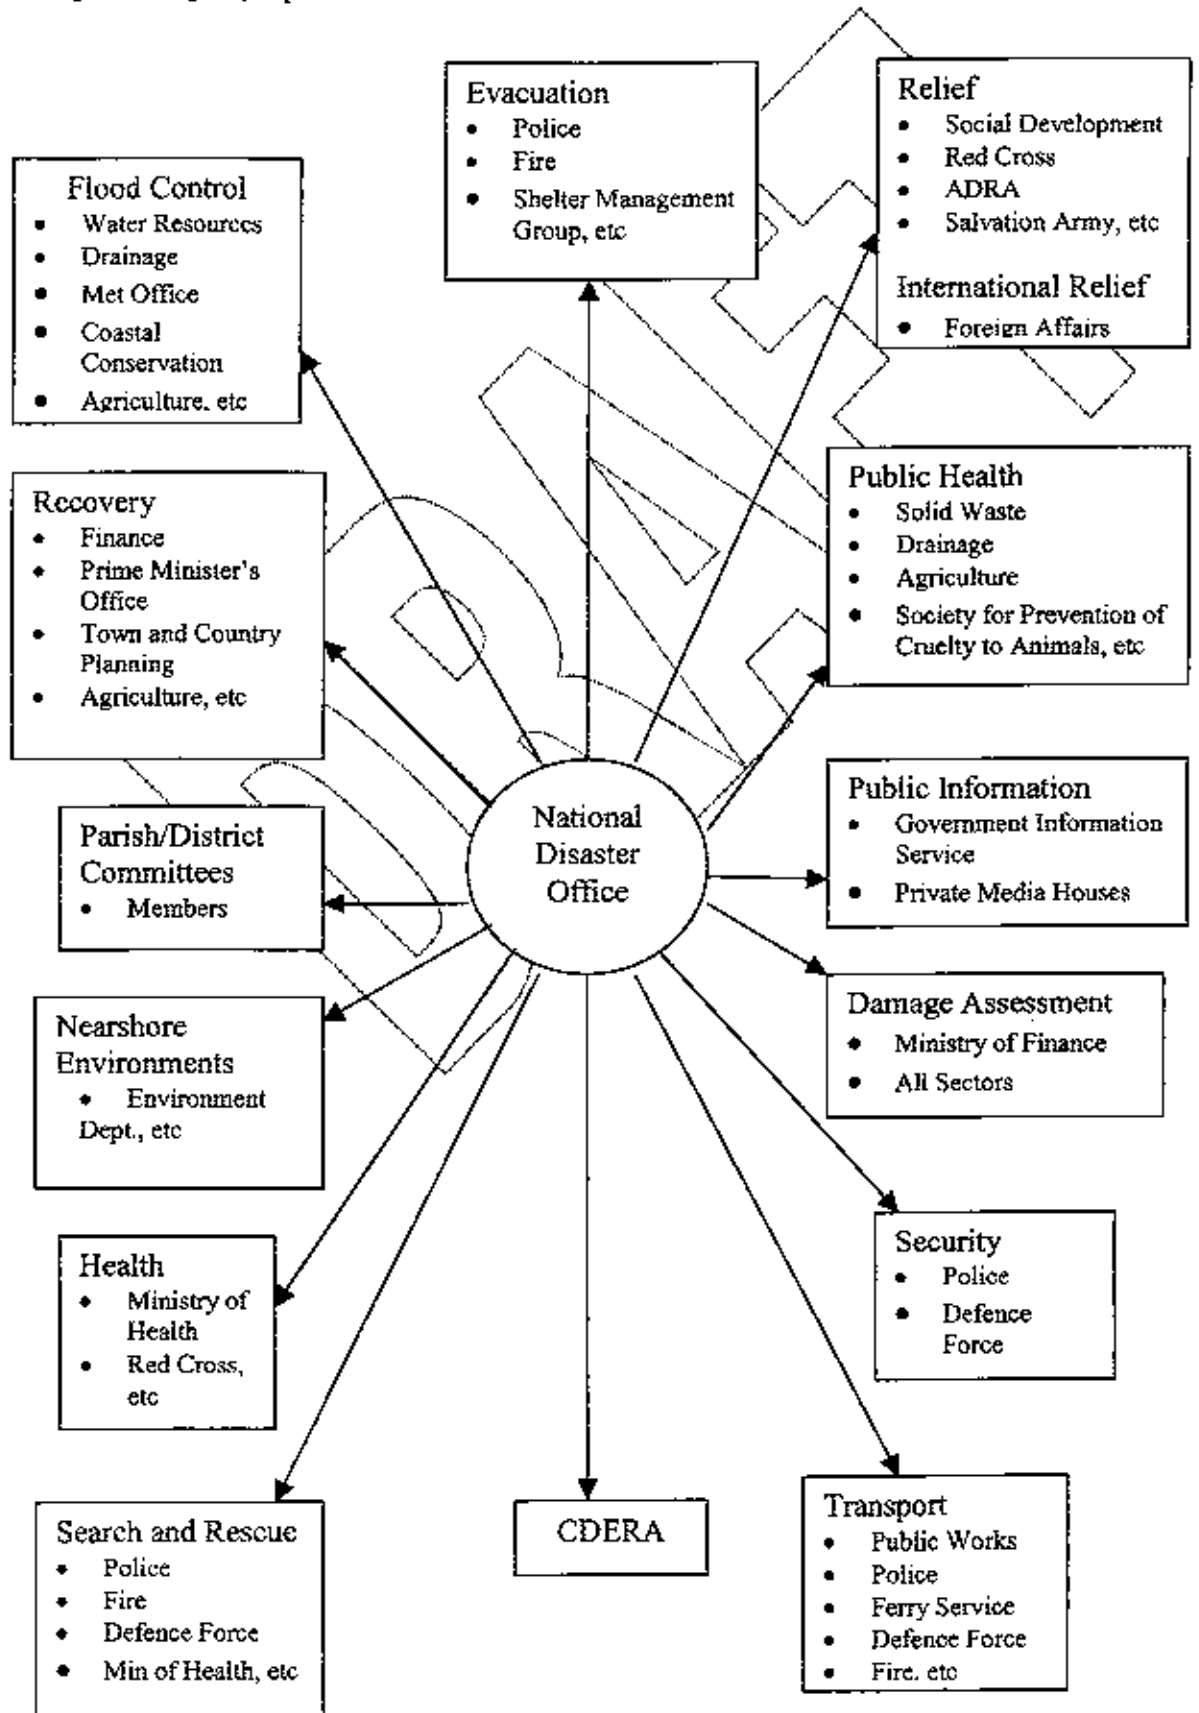 Evacuation
• Police
• Fire
• Shelter Management
Group, etc
Relief
• Social Development
• Red Cross
• ADRA
• Salvation Army, etc
International Relief
• Foreign Affairs
Flood Control
• Water Resources
• Drainage
• Met Office
• Coastal
Conservation
• Agriculture, etc
Recovery
• Finance
• Prime Minister's
Office
• Town and Country
Planning
• Agriculture, etc
Public Health
• Solid Waste
• Drainage
• Agriculture
• Society for Prevention of
Cruelty to Animals, etc
National
Disaster
Office
Parish/District
Committees
• Members
Public Information
• Government Information
Service
• Private Media Houses
Nearshore
Environments
• Environment
Dept., etc
Damage Assessment
• Ministry of Finance
• All Sectors
Health
• Ministry of
Health
• Red Cross,
etc
Security
• Police
• Defence
Force
Search and Rescue
• Police
• Fire
• Defence Force
• Min of Health, etc
CDERA
Transport
• Public Works
• Police
• Ferry Service
• Defence Force
• Fire, etc
DRAFT